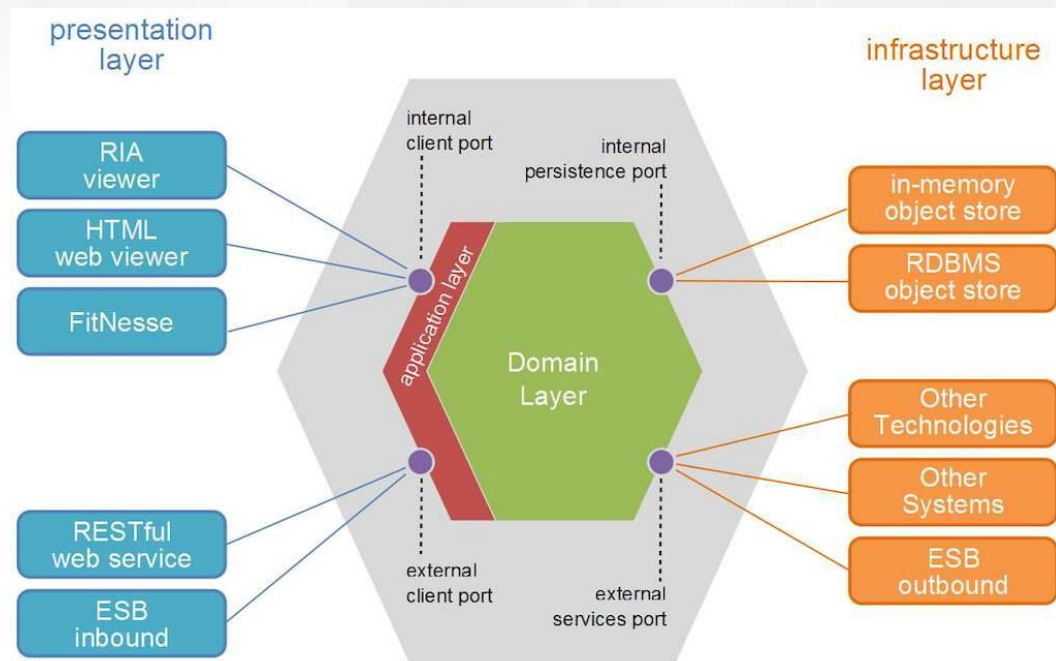 presentation
layer
infrastructure
layer
internal
client port
internal
persistence port
RIA
viewer
HTML
web viewer
FitNesse
in-memory
object store
RDBMS
object store
application layer
Domain
Layer
Other
Technologies
Other
Systems
ESB
outbound
RESTful
web service
ESB
inbound
external
client port
external
services port